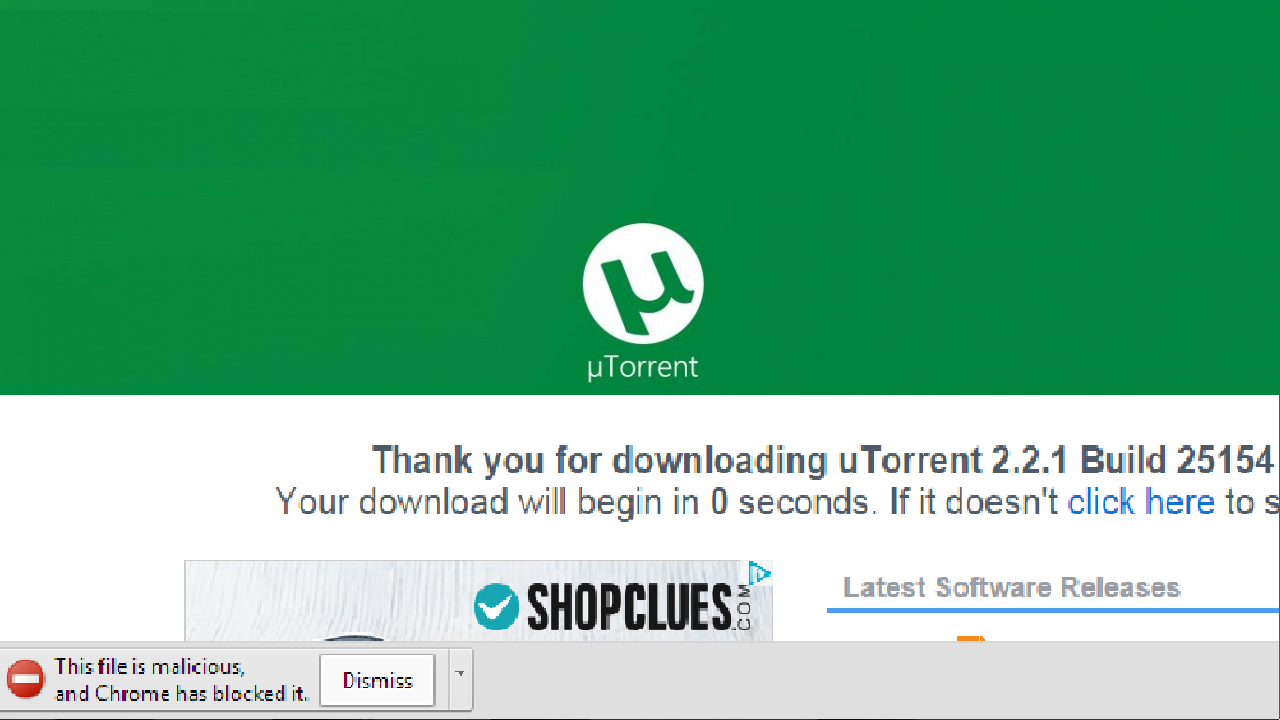 µTorrent
Thank you for downloading uTorrent 2.2.1 Build 25154
Your download will begin in 0 seconds. If it doesn't click here to s
SHOPCLUES.COM
Latest Software Releases
This file is malicious,
and Chrome has blocked it.
Dismiss